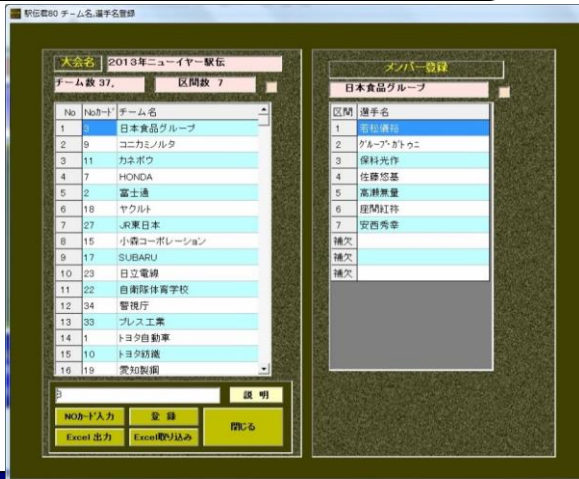 駅伝君80 チーム名,選手名登録
大会名 2013年ニューイヤー駅伝
チーム数 37, 区間数 7
No Noカード チーム名
1 3 日本食品グループ
2 9 コニカミノルタ
3 11 カネボウ
4 7 HONDA
5 2 富士通
6 18 ヤクルト
7 27 JR東日本
8 15 小森コーポレーション
9 17 SUBARU
10 23 日立電線
11 22 自衛隊体育学校
12 34 警視庁
13 33 プレス工業
14 1 トヨタ自動車
15 10 トヨタ紡織
16 19 愛知製鋼
3 説 明
NOカード入力 登 録 閉じる
Excel 出力 Excel取り込み
メンバー登録
日本食品グループ
区間 選手名
1 若松儀裕
2 グループ・ガトゥニ
3 保科光作
4 佐藤悠基
5 高瀬無量
6 座間紅祢
7 安西秀幸
補欠
補欠
補欠